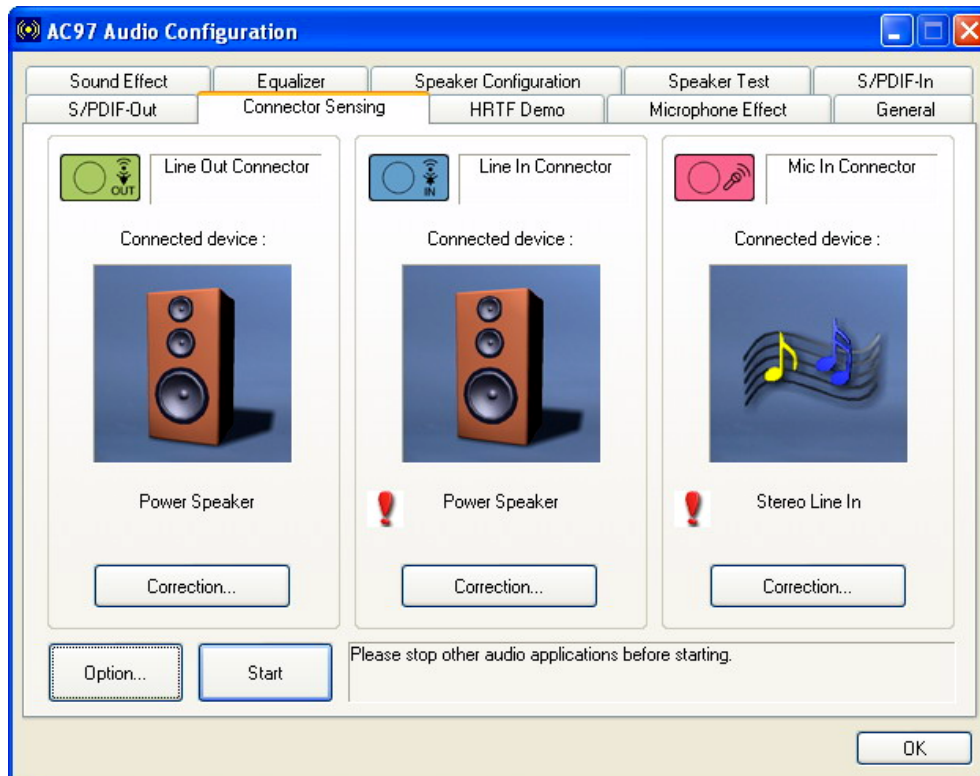 AC97 Audio Configuration
Sound Effect
Equalizer
Speaker Configuration
Speaker Test
S/PDIF-In
S/PDIF-Out
Connector Sensing
HRTF Demo
Microphone Effect
General
OUT
Line Out Connector
IN
Line In Connector
Mic In Connector
Connected device :
Connected device :
Connected device :
Power Speaker
Power Speaker
Stereo Line In
Correction...
Correction...
Correction...
Option...
Start
Please stop other audio applications before starting.
OK